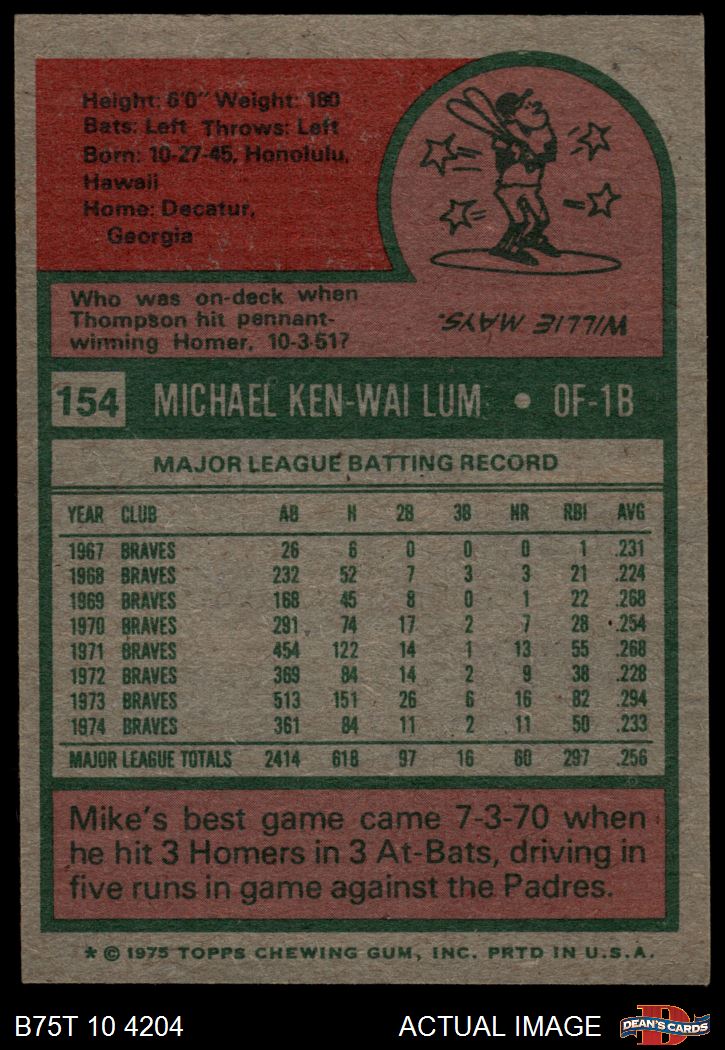 Height: 6'0" Weight: 180
Bats: Left Throws: Left
Born: 10-27-45, Honolulu,
Hawaii
Home: Decatur,
Georgia
Who was on-deck when
Thompson hit pennant-
winning Homer, 10-3-51?
WILLIE MAYS.
154 MICHAEL KEN-WAI LUM • OF-1B
MAJOR LEAGUE BATTING RECORD
YEAR CLUB AB H 2B 3B HR RBI AVG
1967 BRAVES 26 6 0 0 0 1 .231
1968 BRAVES 232 52 7 3 3 21 .224
1969 BRAVES 168 45 8 0 1 22 .268
1970 BRAVES 291 74 17 2 7 28 .254
1971 BRAVES 454 122 14 1 13 55 .268
1972 BRAVES 369 84 14 2 9 38 .228
1973 BRAVES 513 151 26 6 16 82 .294
1974 BRAVES 361 84 11 2 11 50 .233
MAJOR LEAGUE TOTALS 2414 618 97 16 60 297 .256
Mike's best game came 7-3-70 when
he hit 3 Homers in 3 At-Bats, driving in
five runs in game against the Padres.
* © 1975 TOPPS CHEWING GUM, INC. PRTD IN U.S.A.
B75T 10 4204 ACTUAL IMAGE DEAN'S CARDS